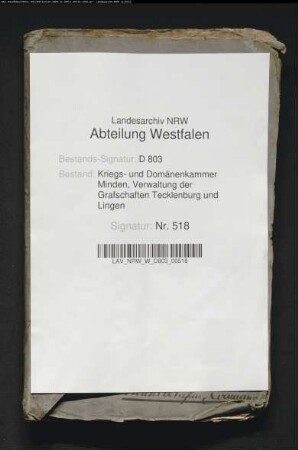 Landesarchiv NRW
Abteilung Westfalen
Bestands-Signatur: D 803
Bestand: Kriegs- und Domänenkammer
Minden, Verwaltung der
Grafschaften Tecklenburg und
Lingen
Signatur: Nr. 518
LAV_NRW_W_D803_00518